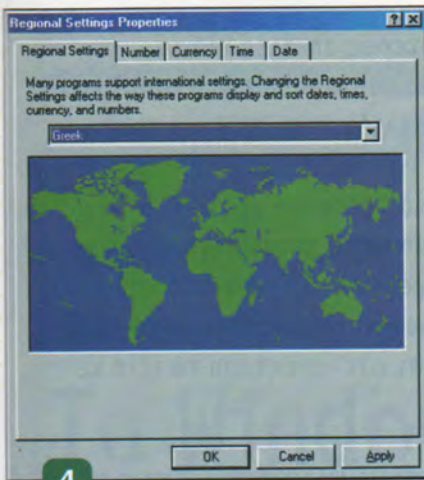 Regional Settings Properties
Regional Settings Number Currency Time Date
Many programs support international settings. Changing the Regional
Settings affects the way these programs display and sort dates, times,
currency, and numbers.
Greek
OK Cancel Apply
4